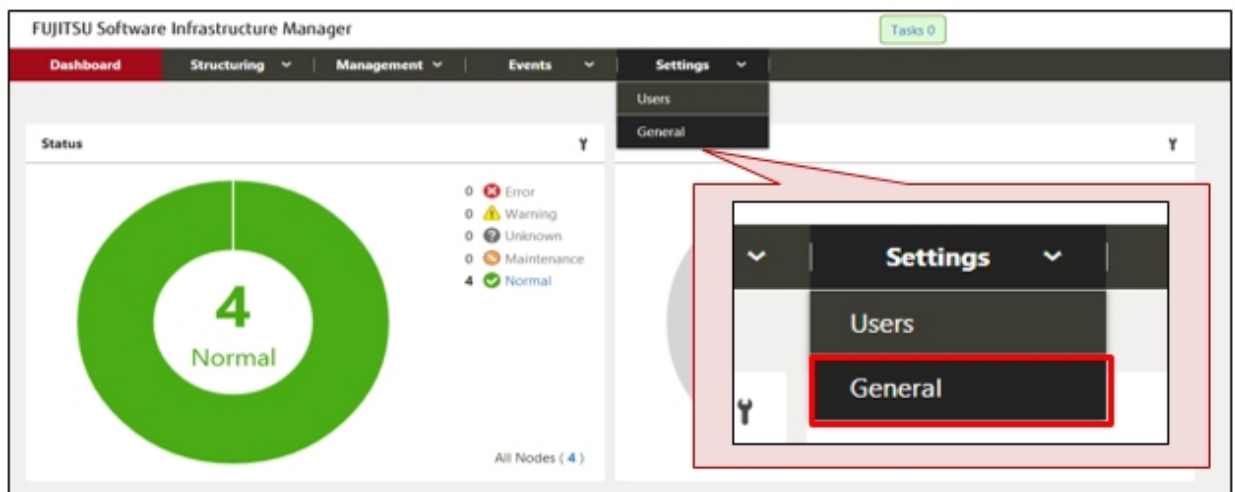 FUJITSU Software Infrastructure Manager
Tasks 0
Dashboard Structuring Management Events Settings
Users
General
Status
0 Error
0 Warning
0 Unknown
0 Maintenance
4 Normal
4
Normal
All Nodes ( 4 )
Settings
Users
General